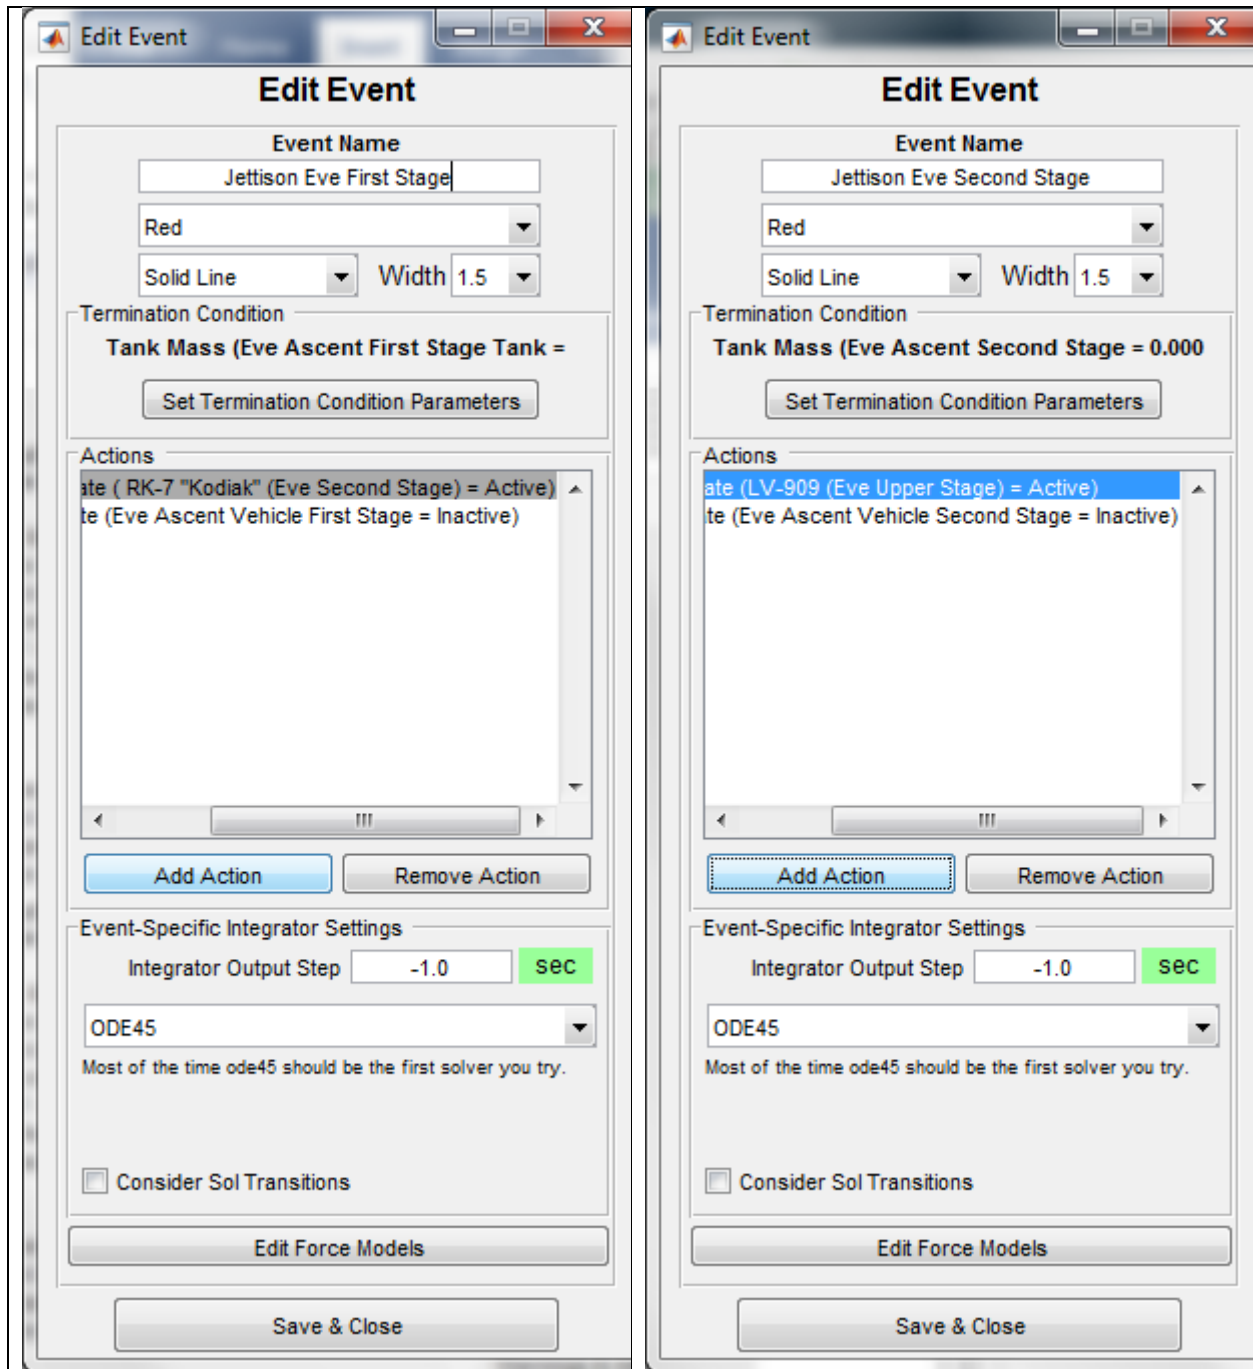 Edit Event
Edit Event
Event Name
Jettison Eve First Stage
Red
Solid Line
Width 1.5
Termination Condition
Tank Mass (Eve Ascent First Stage Tank =
Set Termination Condition Parameters
Actions
ate ( RK-7 "Kodiak" (Eve Second Stage) = Active)
te (Eve Ascent Vehicle First Stage = Inactive)
Add Action Remove Action
Event-Specific Integrator Settings
Integrator Output Step -1.0 sec
ODE45
Most of the time ode45 should be the first solver you try.
Consider SoI Transitions
Edit Force Models
Save & Close
Edit Event
Edit Event
Event Name
Jettison Eve Second Stage
Red
Solid Line
Width 1.5
Termination Condition
Tank Mass (Eve Ascent Second Stage = 0.000
Set Termination Condition Parameters
Actions
ate (LV-909 (Eve Upper Stage) = Active)
te (Eve Ascent Vehicle Second Stage = Inactive)
Add Action Remove Action
Event-Specific Integrator Settings
Integrator Output Step -1.0 sec
ODE45
Most of the time ode45 should be the first solver you try.
Consider SoI Transitions
Edit Force Models
Save & Close